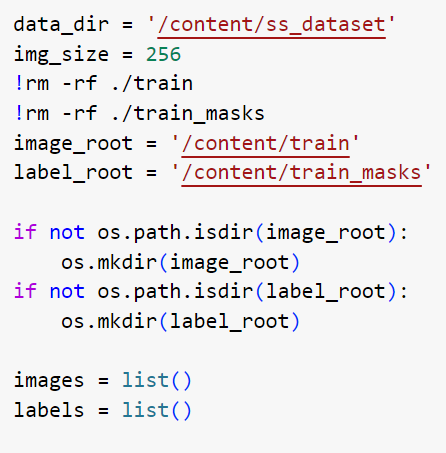 data_dir = '/content/ss_dataset'
img_size = 256
!rm -rf ./train
!rm -rf ./train_masks
image_root = '/content/train'
label_root = '/content/train_masks'
if not os.path.isdir(image_root):
    os.mkdir(image_root)
if not os.path.isdir(label_root):
    os.mkdir(label_root)
images = list()
labels = list()